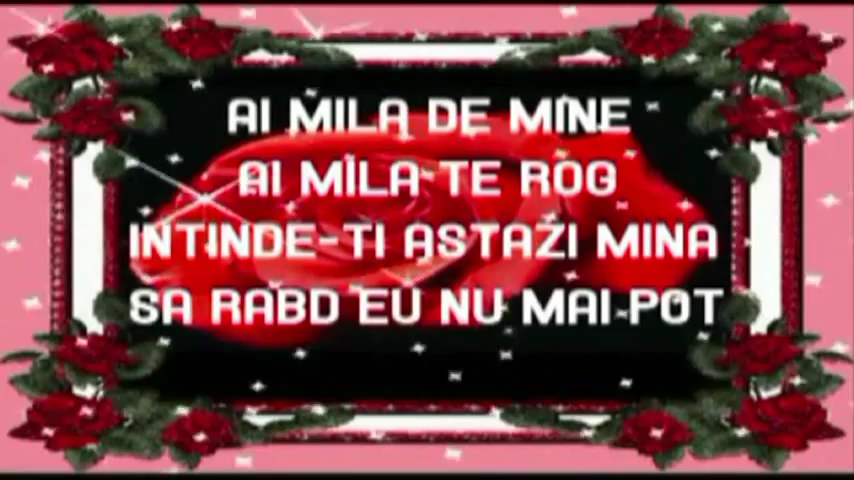 AI MILA DE MINE
AI MILA TE ROG
INTINDE-TI ASTAZI MINA
SA RABD EU NU MAI POT